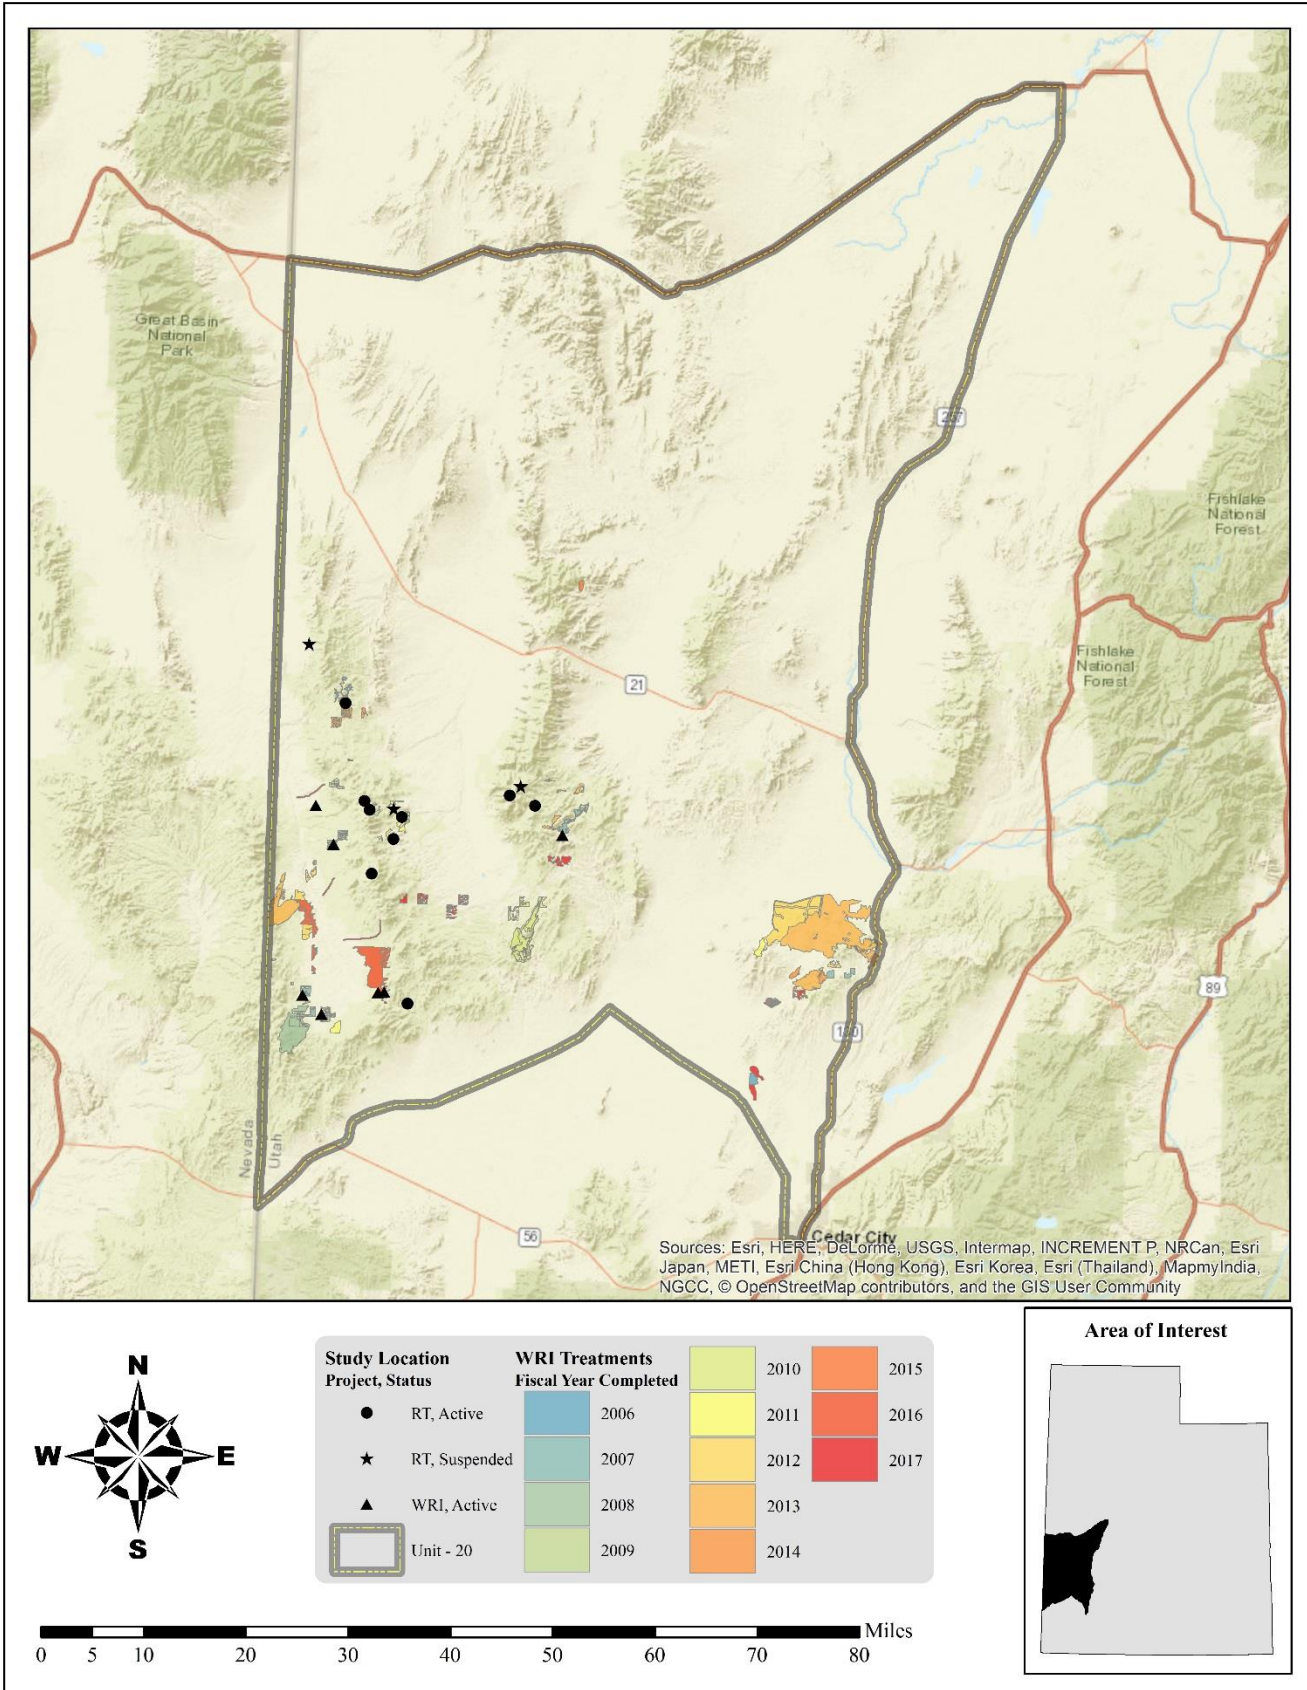 Great Basin
National
Park
257
Fishlake
National
Forest
Fishlake
National
Forest
21
89
130
Nevada
Utah
56
Cedar City
Sources: Esri, HERE, DeLorme, USGS, Intermap, INCREMENT P, NRCan, Esri
Japan, METI, Esri China (Hong Kong), Esri Korea, Esri (Thailand), MapmyIndia,
NGCC, © OpenStreetMap contributors, and the GIS User Community
N
W
E
S
Study Location
Project, Status
RT, Active
RT, Suspended
WRI, Active
Unit - 20
WRI Treatments
Fiscal Year Completed
2006
2007
2008
2009
2010
2011
2012
2013
2014
2015
2016
2017
Area of Interest
Miles
0 5 10 20 30 40 50 60 70 80